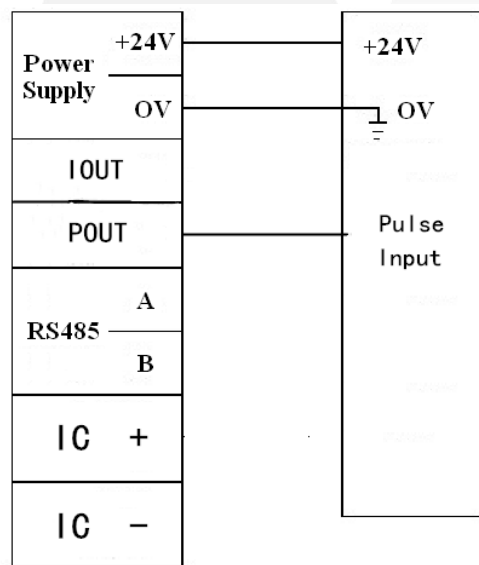 +24V
Power
Supply
OV
IOUT
POUT
A
RS485
B
IC +
IC -
+24V
OV
Pulse
Input